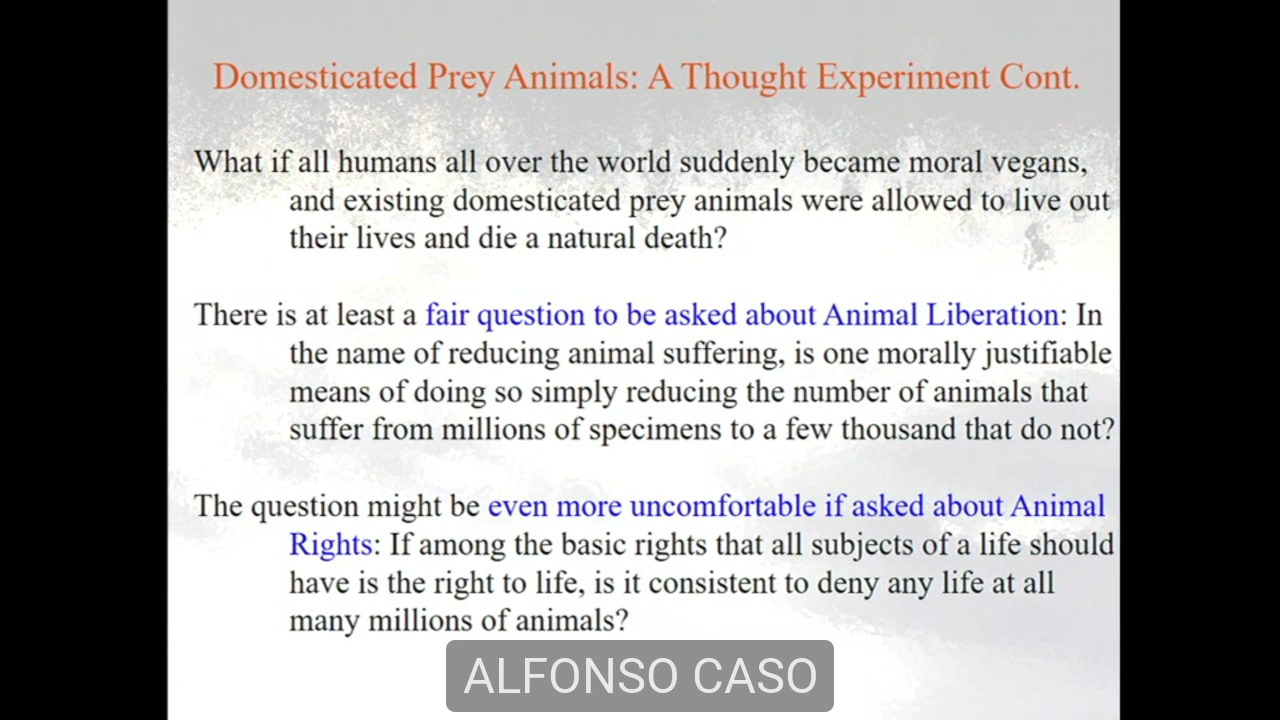 Domesticated Prey Animals: A Thought Experiment Cont.
What if all humans all over the world suddenly became moral vegans,
and existing domesticated prey animals were allowed to live out
their lives and die a natural death?
There is at least a fair question to be asked about Animal Liberation: In
the name of reducing animal suffering, is one morally justifiable
means of doing so simply reducing the number of animals that
suffer from millions of specimens to a few thousand that do not?
The question might be even more uncomfortable if asked about Animal
Rights: If among the basic rights that all subjects of a life should
have is the right to life, is it consistent to deny any life at all
many millions of animals?
ALFONSO CASO